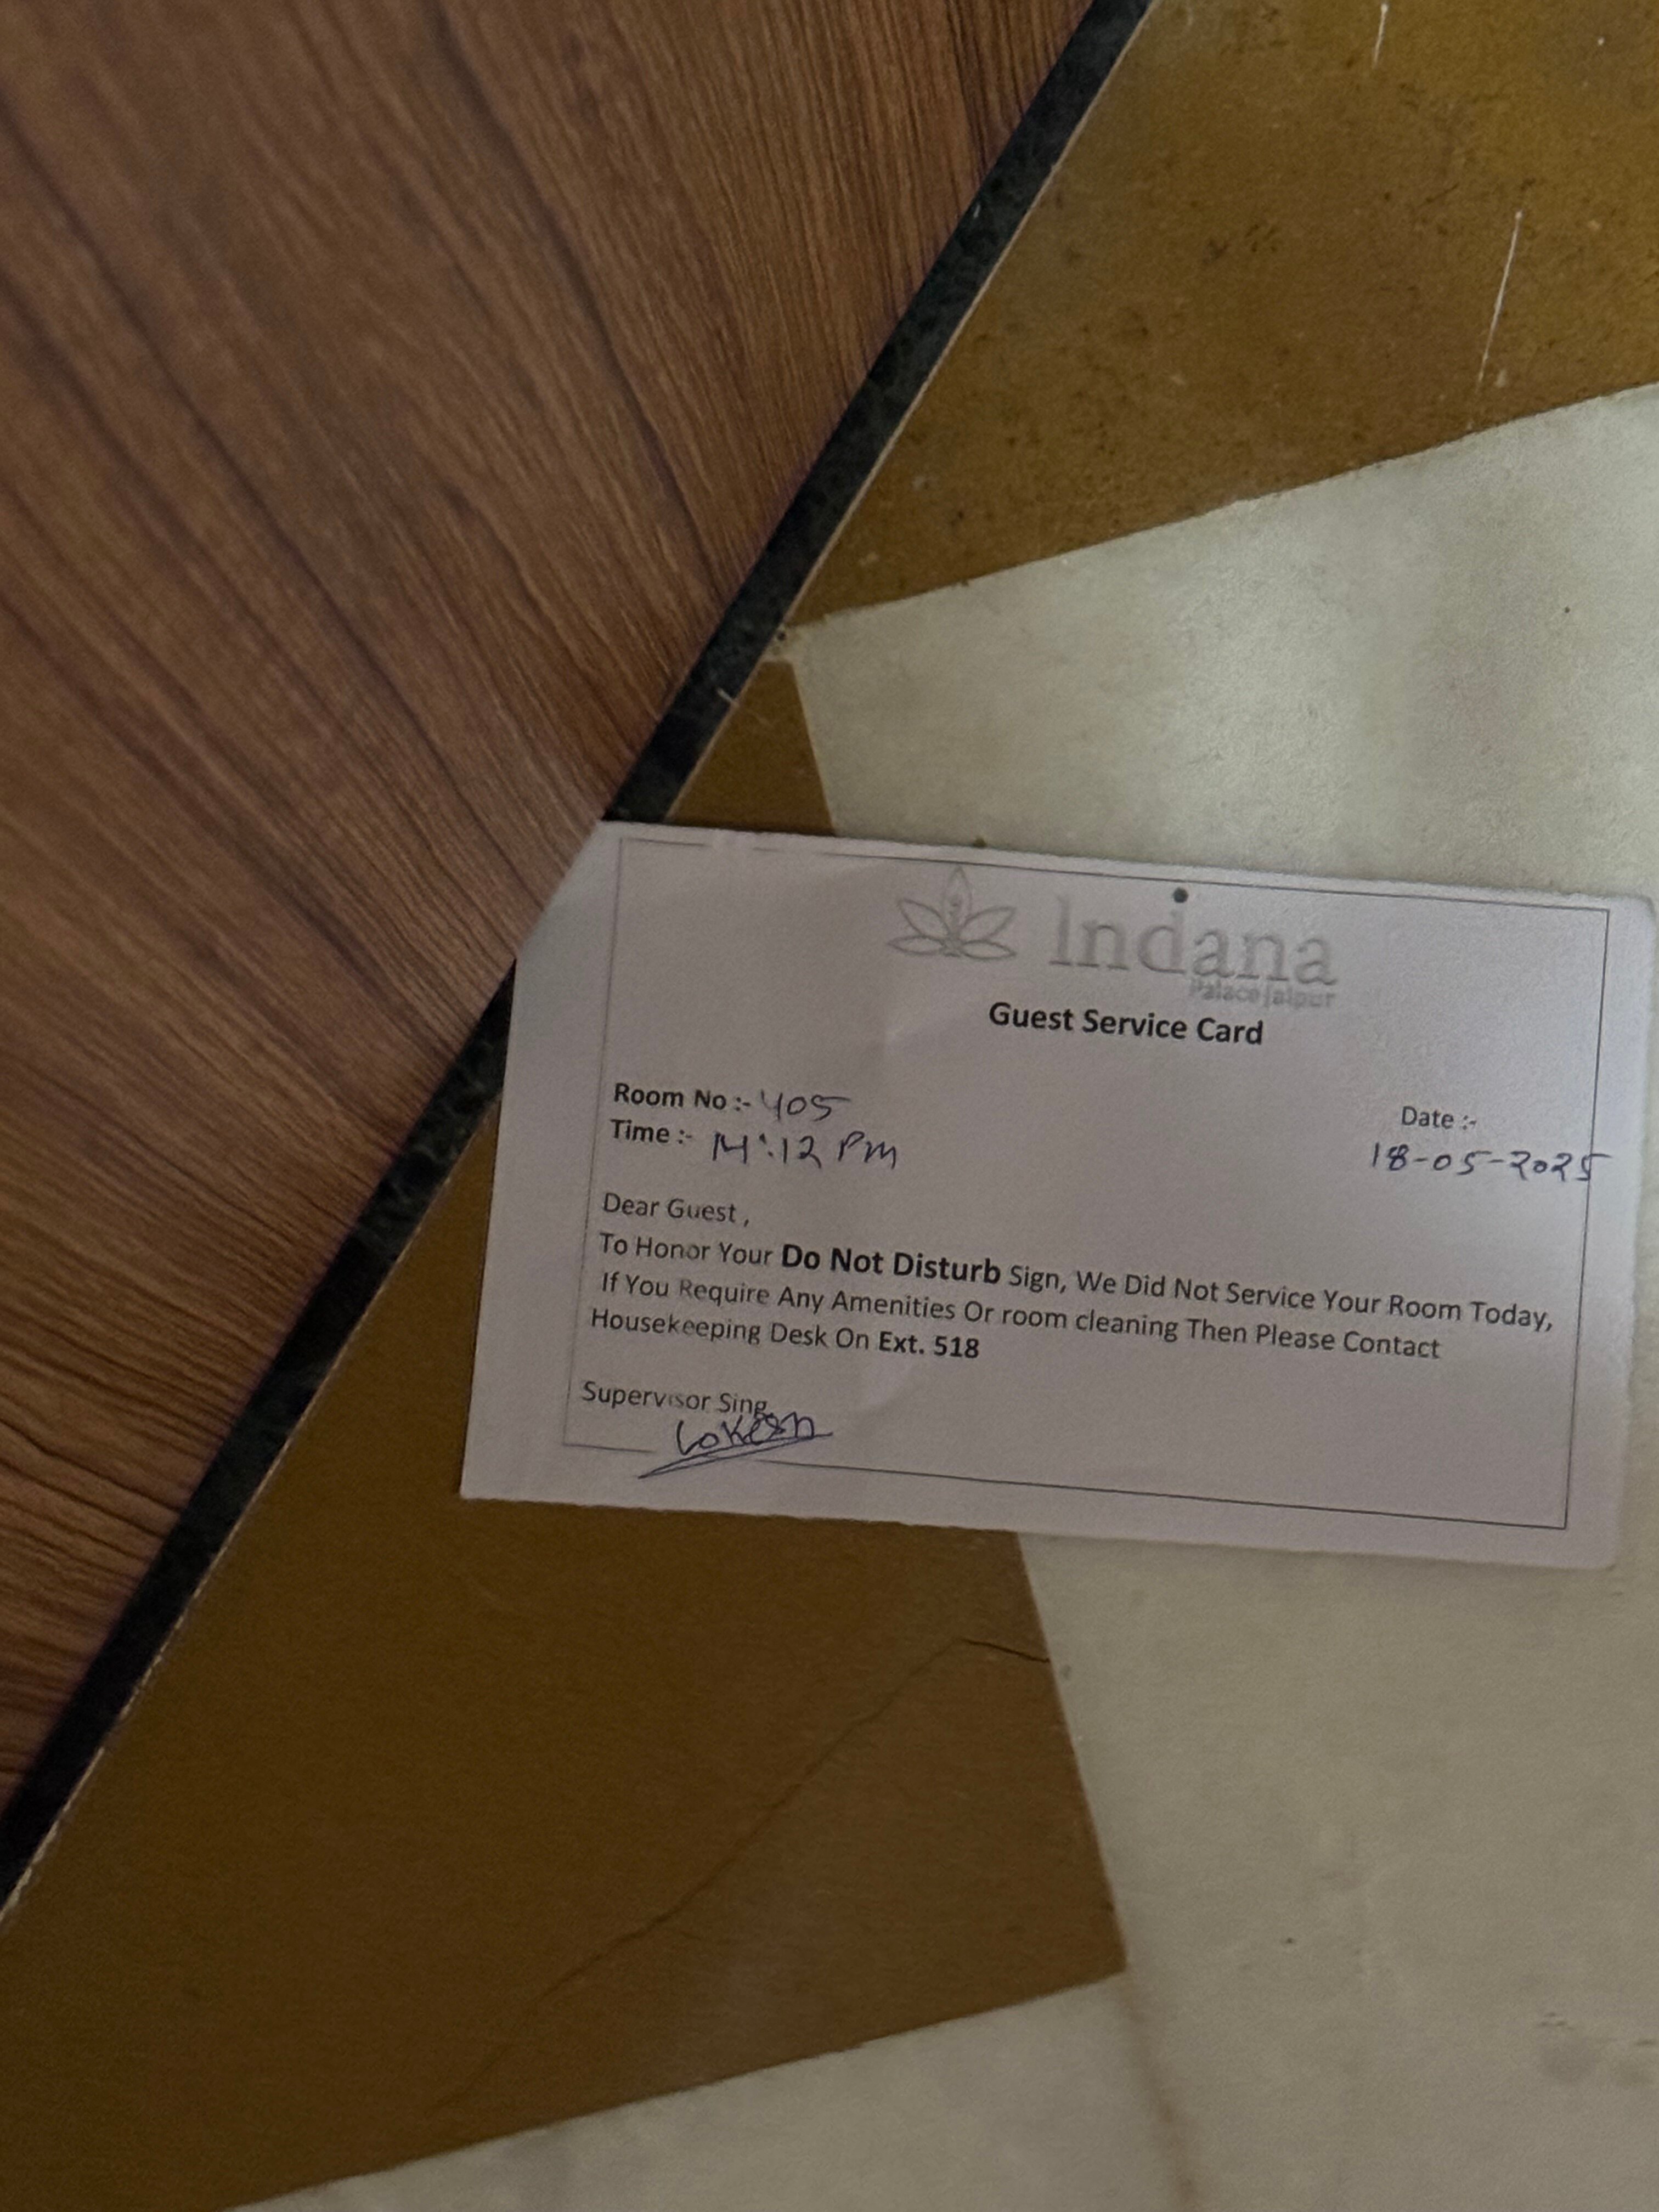 Indana
Palace Jaipur
Guest Service Card
Room No :- 405
Time :- 14:12 Pm
Date :-
18-05-2025
Dear Guest ,
To Honor Your Do Not Disturb Sign, We Did Not Service Your Room Today,
If You Require Any Amenities Or room cleaning Then Please Contact
Housekeeping Desk On Ext. 518
Supervisor Sing.
Lokesh